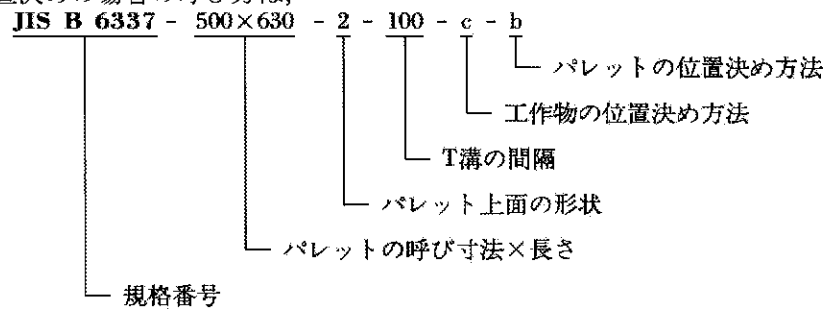 JIS B 6337 - 500×630 - 2 - 100 - c - b
パレットの位置決め方法
工作物の位置決め方法
T溝の間隔
パレット上面の形状
パレットの呼び寸法×長さ
規格番号